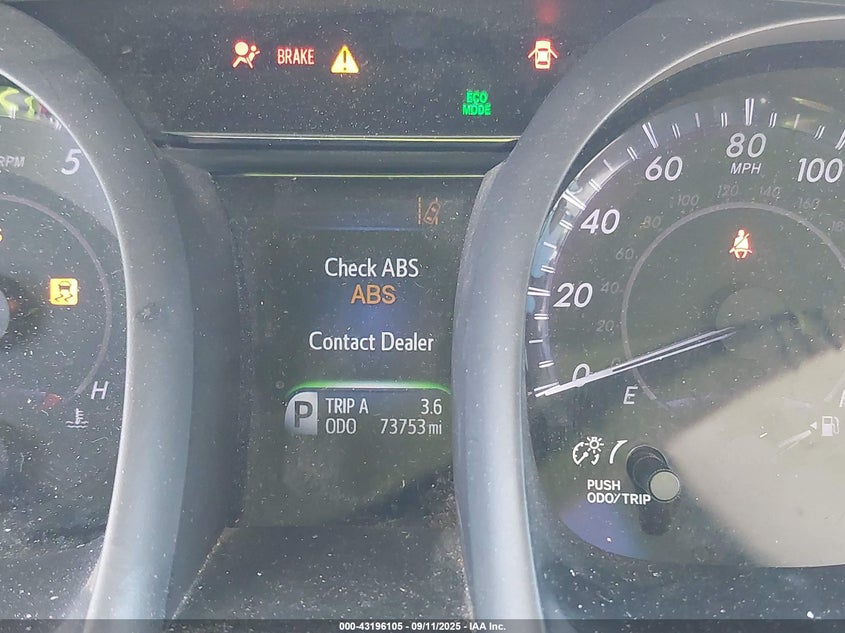 BRAKE
ECO
MODE
5
RPM
60
80
MPH
100
40
20
0
80
100
120
140
160
60
40
20
0
Check ABS
ABS
Contact Dealer
P
TRIP A 3.6
ODO 73753 mi
H
E
PUSH
ODO/TRIP
000-43196105 - 09/11/2025 - IAA Inc.